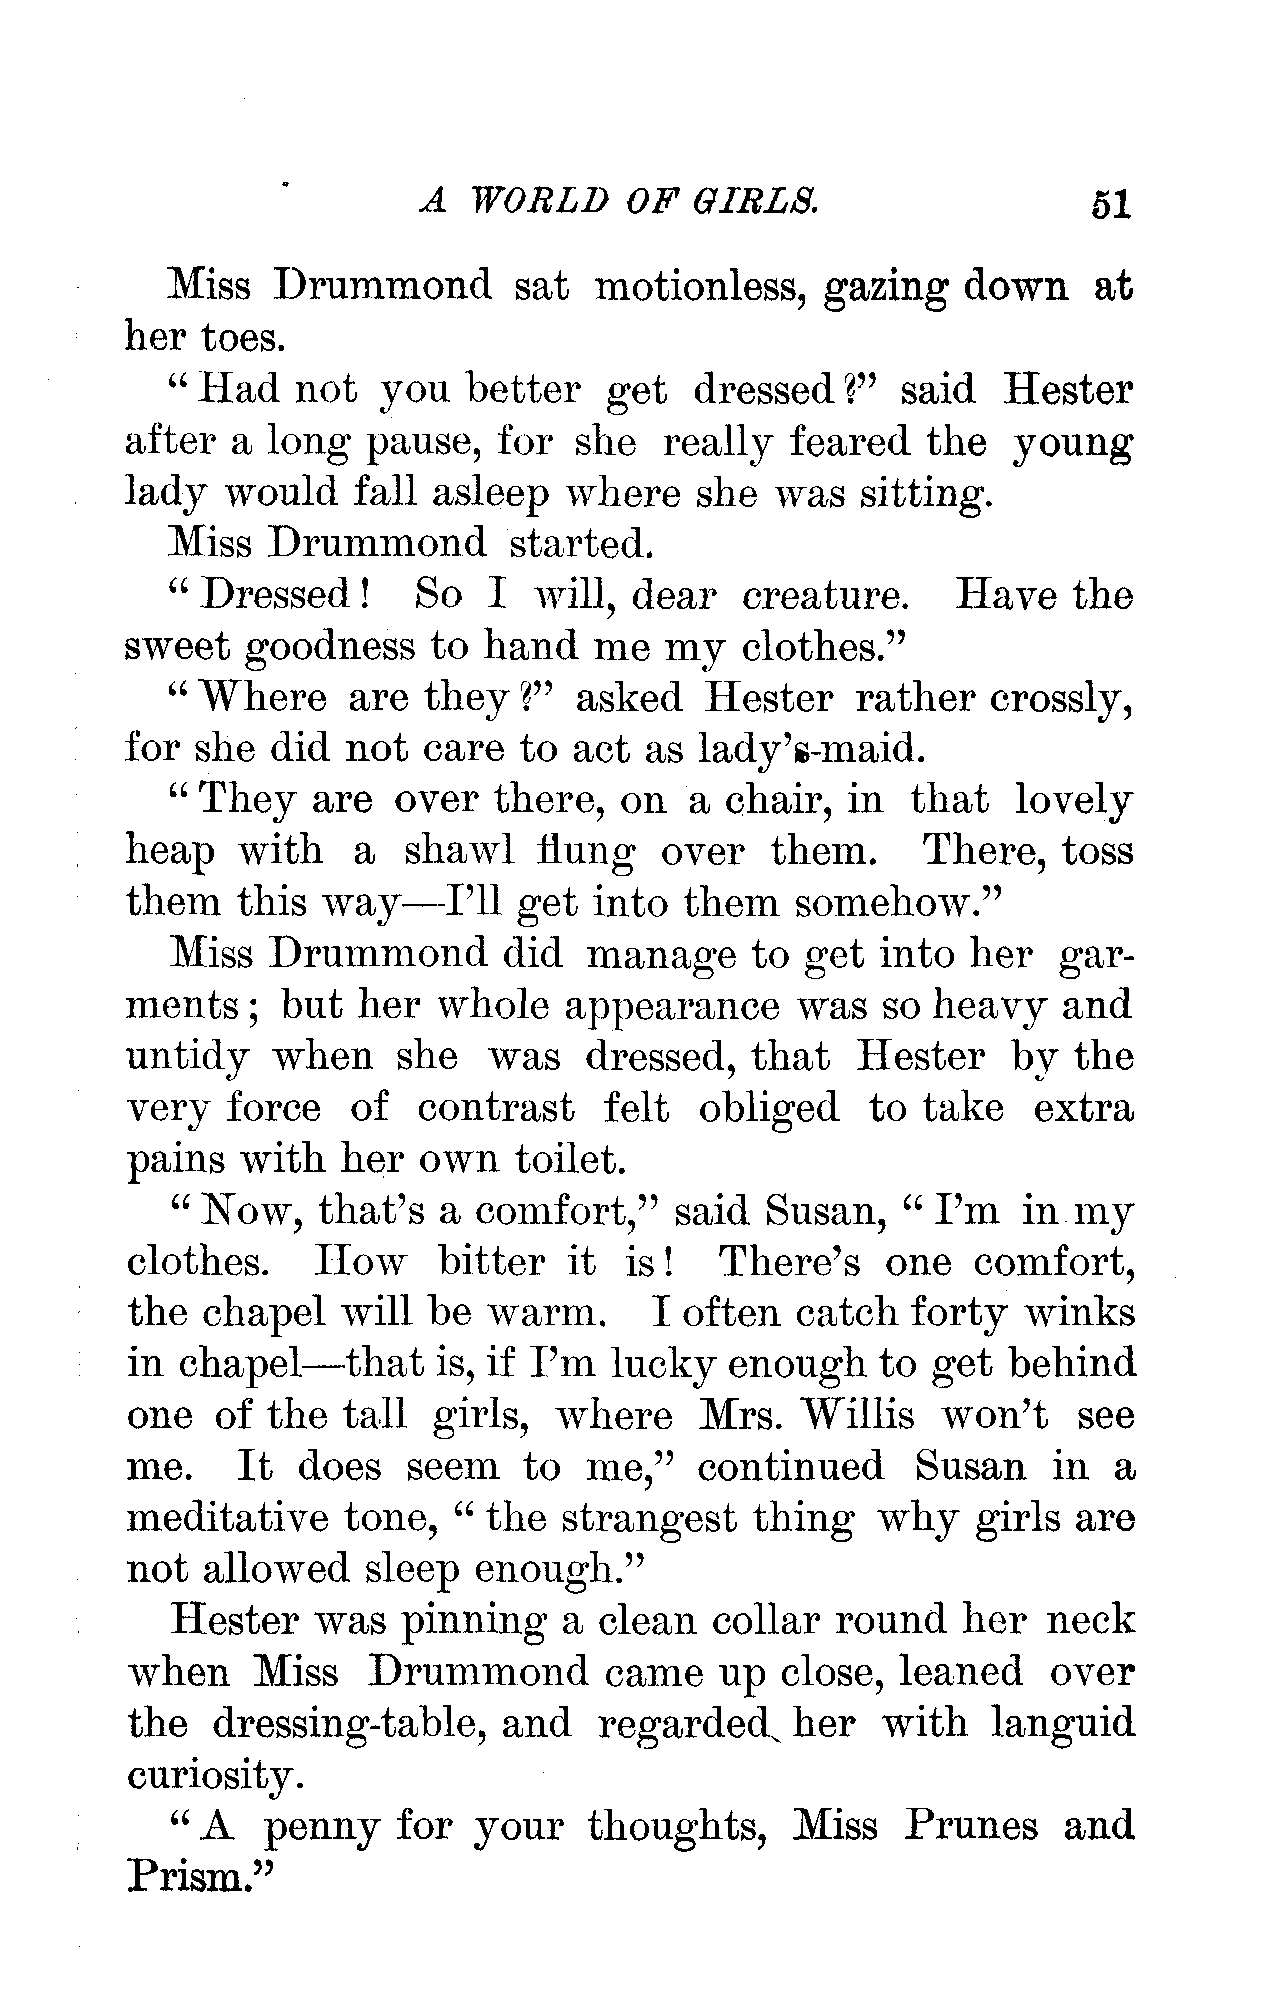 A WORLD OF GIRLS. 51
Miss Drummond sat motionless, gazing down at
her toes.
“Had not you better get dressed?” said Hester
after a long pause, for she really feared the young
lady would fall asleep where she was sitting.
Miss Drummond started.
“Dressed! So I will, dear creature. Have the
sweet goodness to hand me my clothes.”
“Where are they?” asked Hester rather crossly,
for she did not care to act as lady’s-maid.
“They are over there, on a chair, in that lovely
heap with a shawl flung over them. There, toss
them this way—I’ll get into them somehow.”
Miss Drummond did manage to get into her gar-
ments; but her whole appearance was so heavy and
untidy when she was dressed, that Hester by the
very force of contrast felt obliged to take extra
pains with her own toilet.
“Now, that’s a comfort,” said Susan, “I’m in my
clothes. How bitter it is! There’s one comfort,
the chapel will be warm. I often catch forty winks
in chapel—that is, if I’m lucky enough to get behind
one of the tall girls, where Mrs. Willis won’t see
me. It does seem to me,” continued Susan in a
meditative tone, “the strangest thing why girls are
not allowed sleep enough.”
Hester was pinning a clean collar round her neck
when Miss Drummond came up close, leaned over
the dressing-table, and regarded her with languid
curiosity.
“A penny for your thoughts, Miss Prunes and
Prism.”